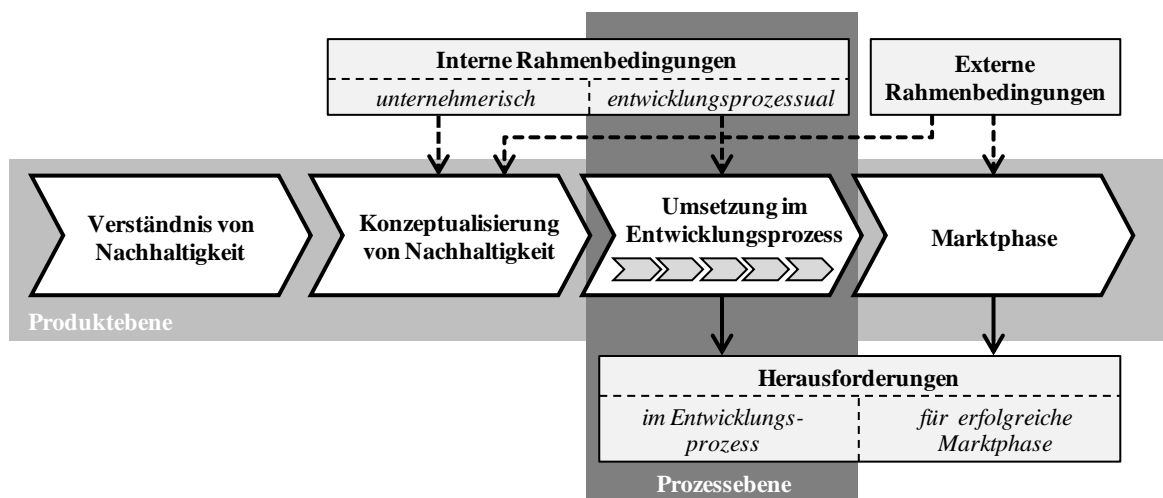 Interne Rahmenbedingungen
unternehmerisch
entwicklungsprozessual
Externe
Rahmenbedingungen
Verständnis von
Nachhaltigkeit
Konzeptualisierung
von Nachhaltigkeit
Umsetzung im
Entwicklungsprozess
Marktphase
Produktebene
Herausforderungen
im Entwicklungs-
prozess
für erfolgreiche
Marktphase
Prozessebene